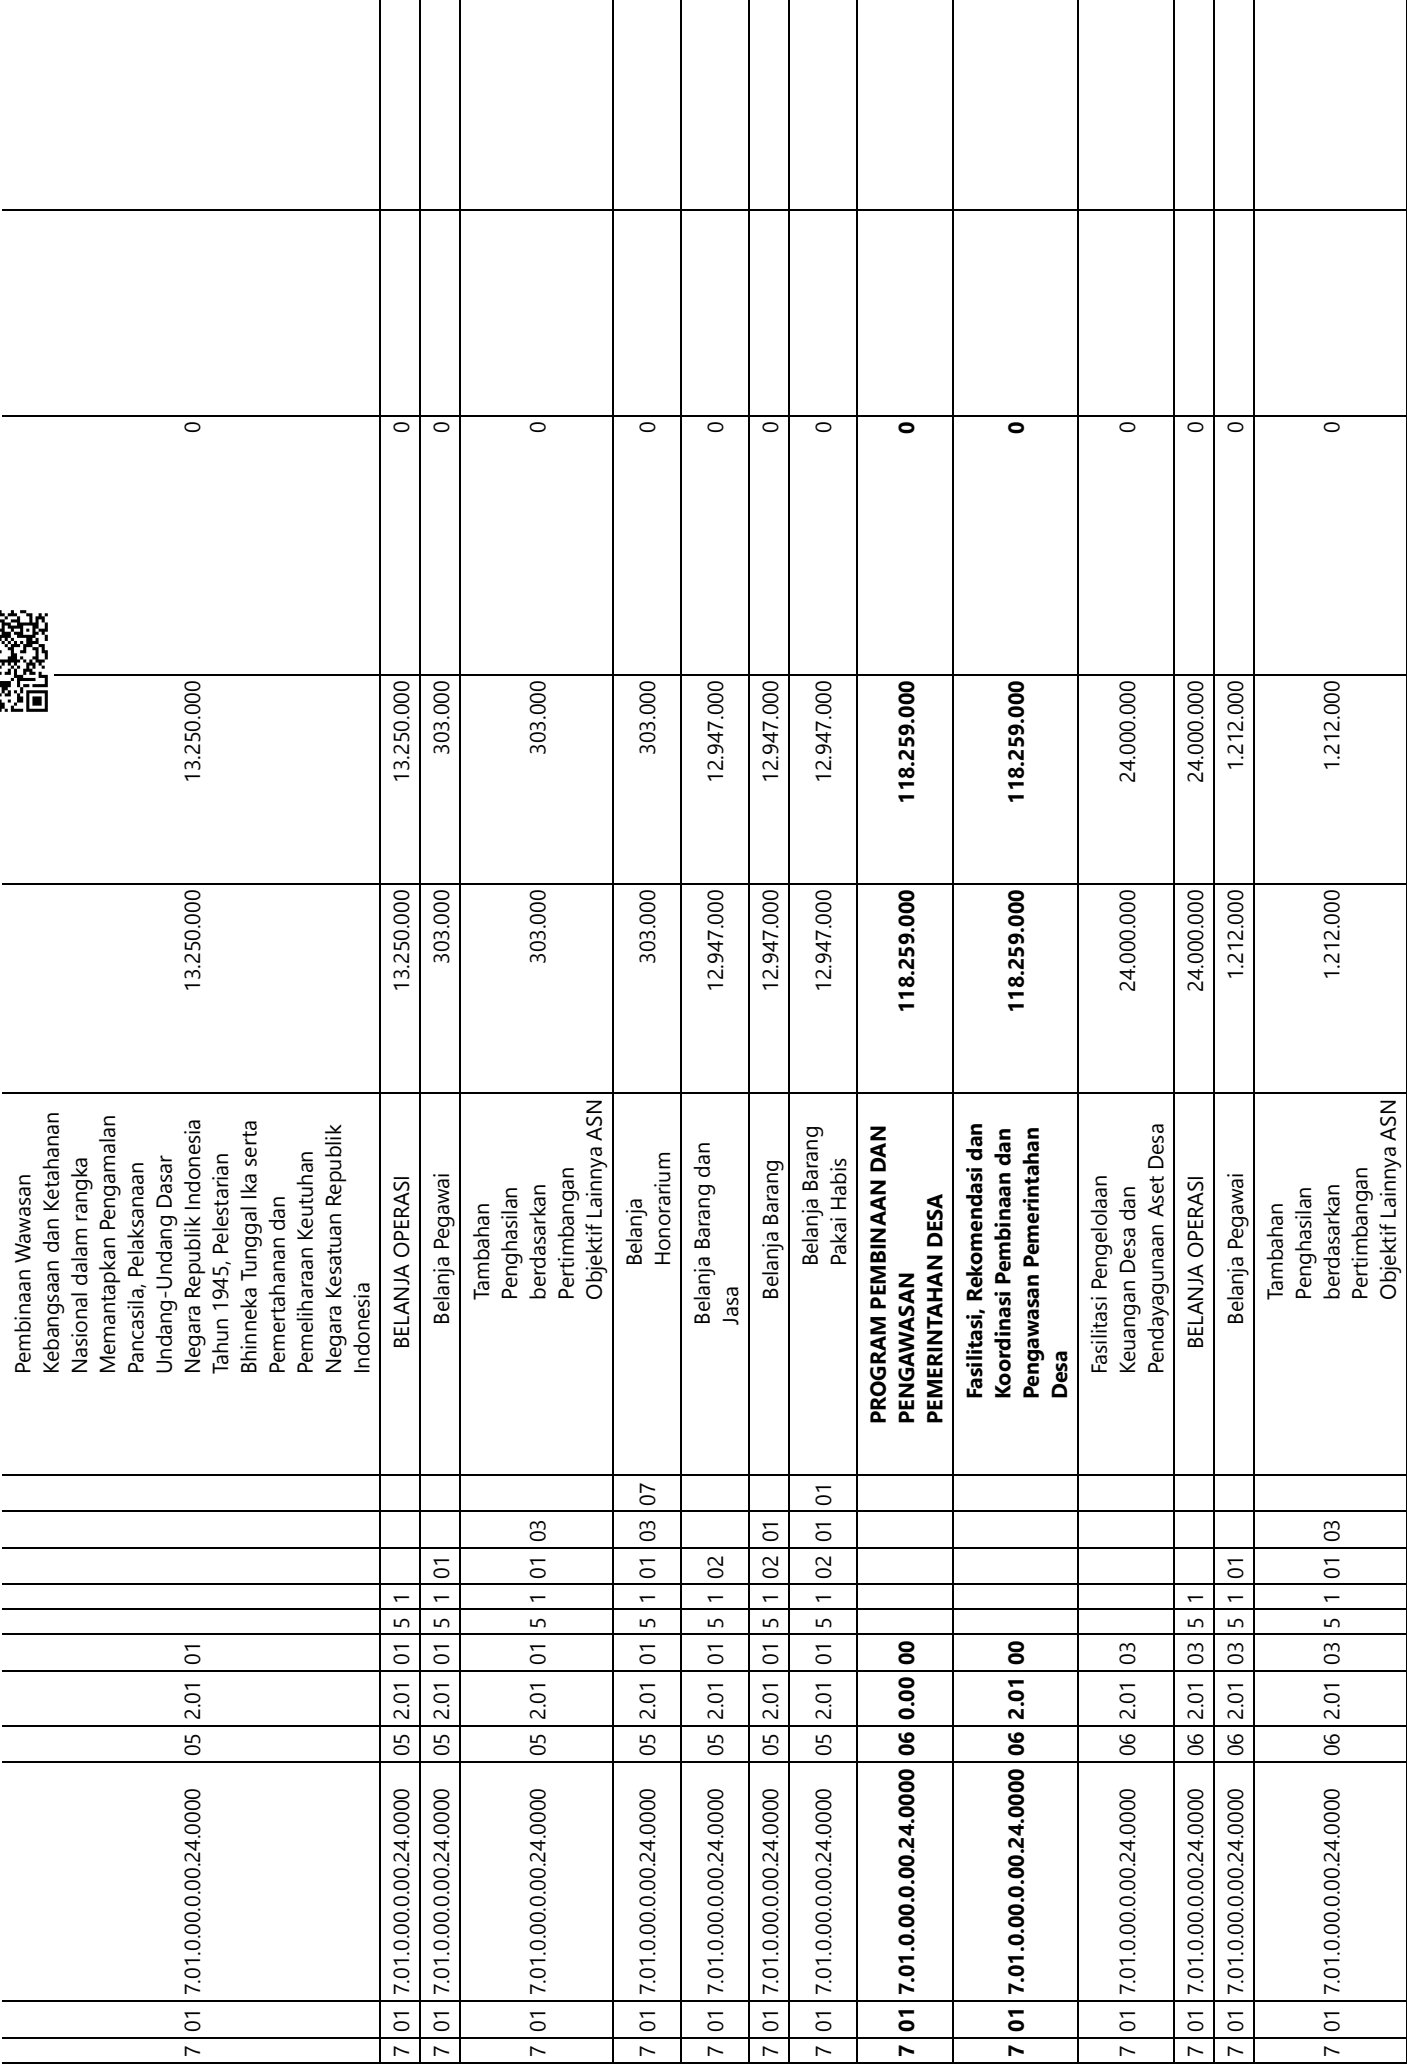 Pembinaan Wawasan
Kebangsaan dan Ketahanan
Nasional dalam rangka
Memantapkan Pengamalan
Pancasila, Pelaksanaan
Undang-Undang Dasar
7 01 7.01.0.00.0.00.24.0000 05 2.01 01 Negara Republik Indonesia 13.250.000 13.250.000 0
Tahun 1945, Pelestarian
Bhinneka Tunggal Ika serta
Pemertahanan dan
Pemeliharaan Keutuhan
Negara Kesatuan Republik
Indonesia
7 01 7.01.0.00.0.00.24.0000 05 2.01 01 5 1 BELANJA OPERASI 13.250.000 13.250.000 0
7 01 7.01.0.00.0.00.24.0000 05 2.01 01 5 1 01 Belanja Pegawai 303.000 303.000 0
Tambahan
Penghasilan
7 01 7.01.0.00.0.00.24.0000 05 2.01 01 5 1 01 03 berdasarkan 303.000 303.000 0
Pertimbangan
Objektif Lainnya ASN
7 01 7.01.0.00.0.00.24.0000 05 2.01 01 5 1 01 03 07 Belanja 303.000 303.000 0
Honorarium
7 01 7.01.0.00.0.00.24.0000 05 2.01 01 5 1 02 Belanja Barang dan 12.947.000 12.947.000 0
Jasa
7 01 7.01.0.00.0.00.24.0000 05 2.01 01 5 1 02 01 Belanja Barang 12.947.000 12.947.000 0
7 01 7.01.0.00.0.00.24.0000 05 2.01 01 5 1 02 01 01 Belanja Barang 12.947.000 12.947.000 0
Pakai Habis
PROGRAM PEMBINAAN DAN
7 01 7.01.0.00.0.00.24.0000 06 0.00 00 PENGAWASAN 118.259.000 118.259.000 0
PEMERINTAHAN DESA
Fasilitasi, Rekomendasi dan
7 01 7.01.0.00.0.00.24.0000 06 2.01 00 Koordinasi Pembinaan dan 118.259.000 118.259.000 0
Pengawasan Pemerintahan
Desa
Fasilitasi Pengelolaan
7 01 7.01.0.00.0.00.24.0000 06 2.01 03 Keuangan Desa dan 24.000.000 24.000.000 0
Pendayagunaan Aset Desa
7 01 7.01.0.00.0.00.24.0000 06 2.01 03 5 1 BELANJA OPERASI 24.000.000 24.000.000 0
7 01 7.01.0.00.0.00.24.0000 06 2.01 03 5 1 01 Belanja Pegawai 1.212.000 1.212.000 0
Tambahan
Penghasilan
7 01 7.01.0.00.0.00.24.0000 06 2.01 03 5 1 01 03 berdasarkan 1.212.000 1.212.000 0
Pertimbangan
Objektif Lainnya ASN